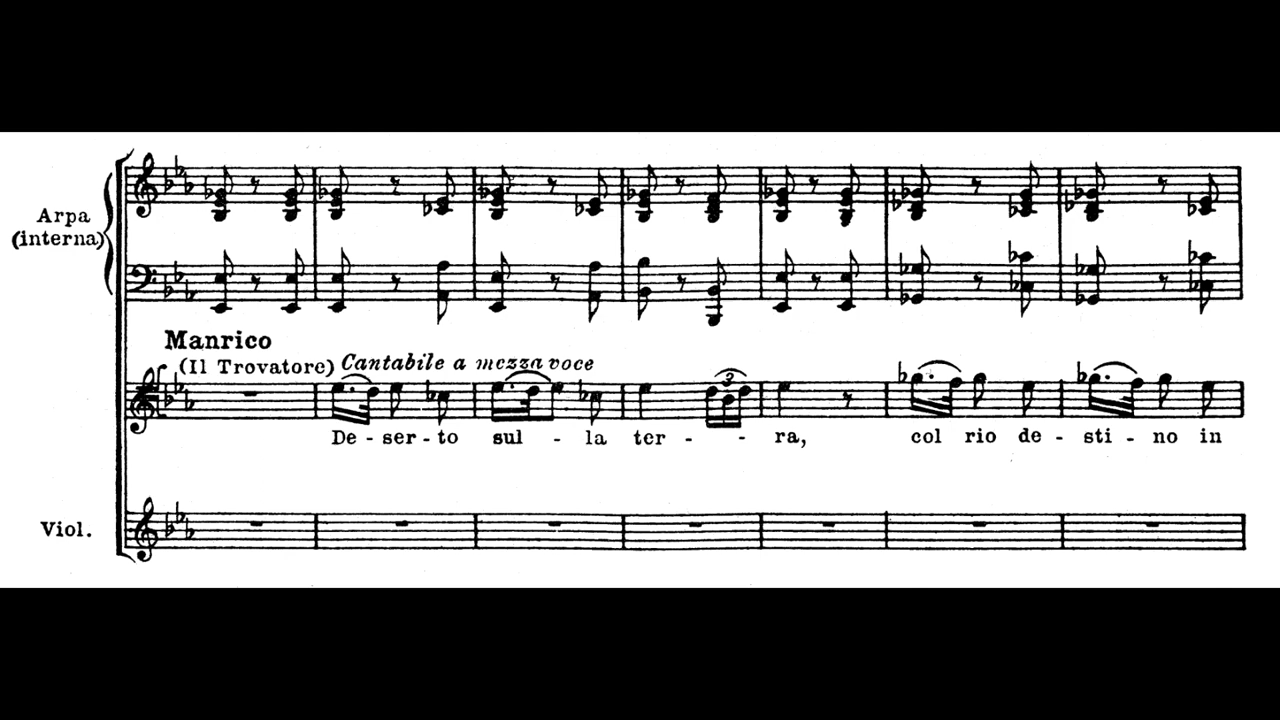 Arpa
(interna)
Manrico
(Il Trovatore) Cantabile a mezza voce
3
De - ser - to sul - la ter - - ra, col rio de - sti - no in
Viol.